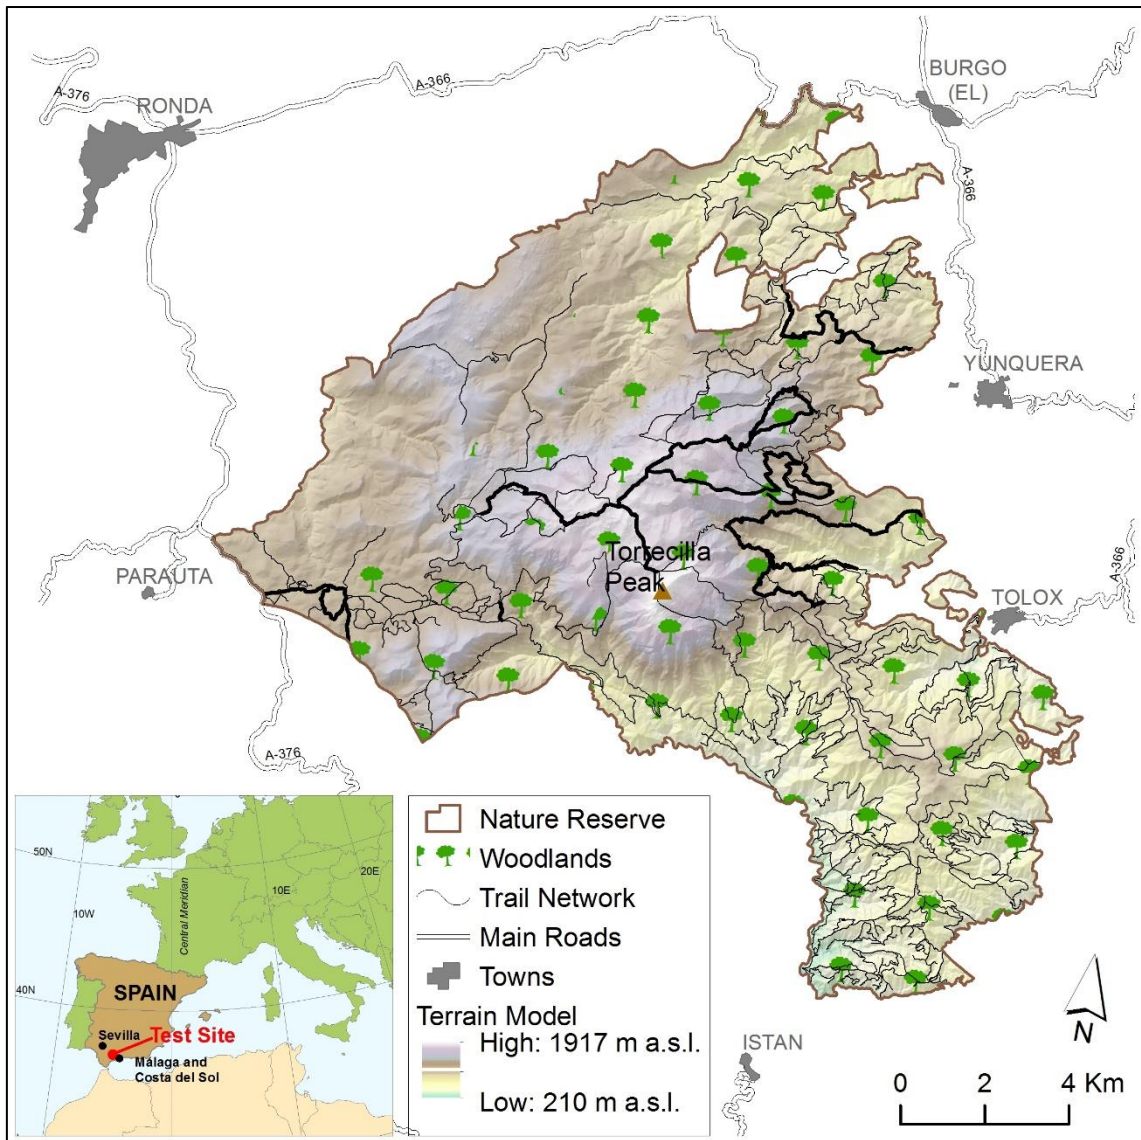 A-376
RONDA
A-366
BURGO
(EL)
A-366
YUNQUERA
Torrecilla
Peak
PARAUTA
TOLOX
A-366
A-376
ISTAN
N
0 2 4 Km
50N
10W
Central Meridian
10E
20E
40N
SPAIN
Sevilla
Test Site
Málaga and
Costa del Sol
Nature Reserve
Woodlands
Trail Network
Main Roads
Towns
Terrain Model
High: 1917 m a.s.l.
Low: 210 m a.s.l.